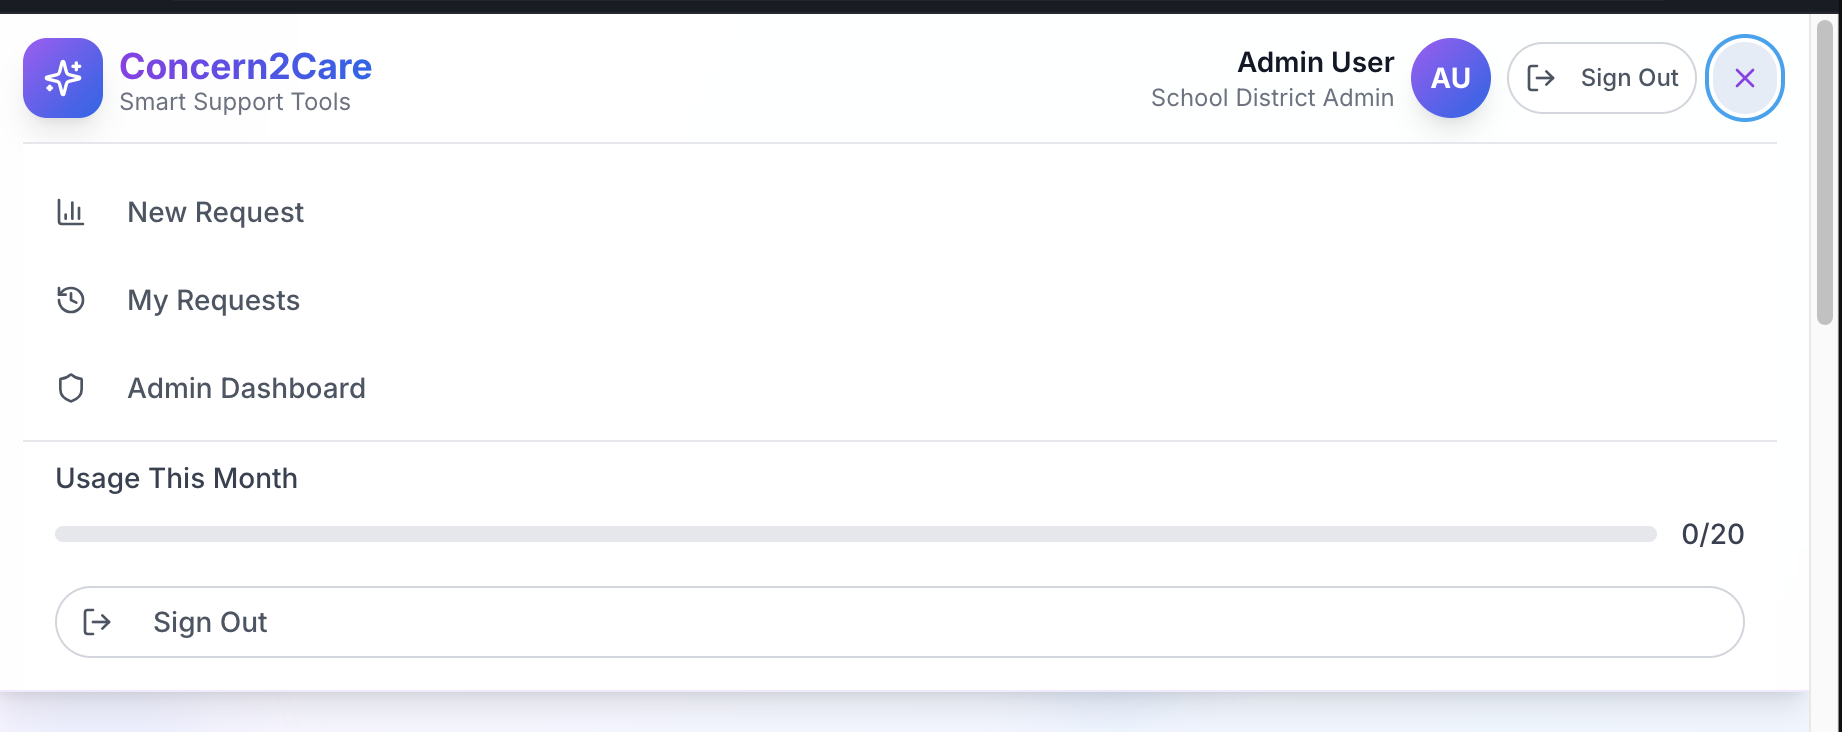 Concern2Care
Smart Support Tools
Admin User
School District Admin
AU
Sign Out
New Request
My Requests
Admin Dashboard
Usage This Month
0/20
Sign Out